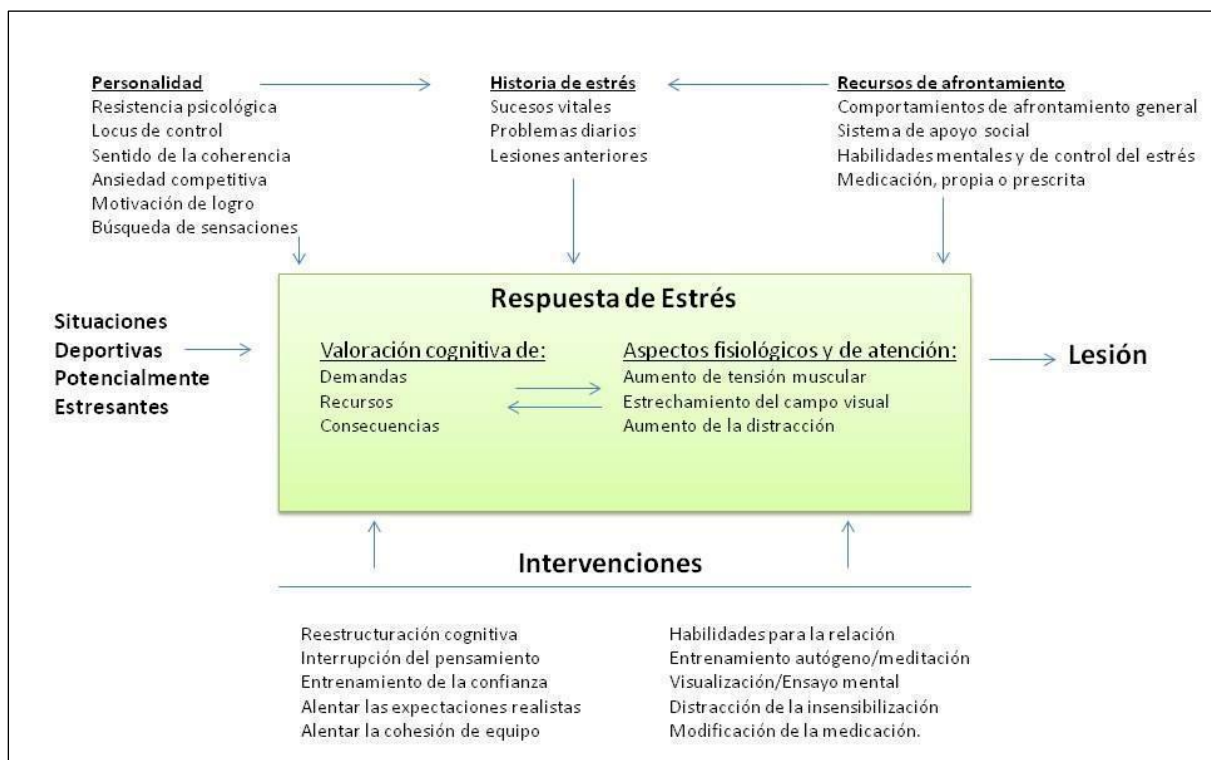 Personalidad
Resistencia psicológica
Locus de control
Sentido de la coherencia
Ansiedad competitiva
Motivación de logro
Búsqueda de sensaciones
Historia de estrés
Sucesos vitales
Problemas diarios
Lesiones anteriores
Recursos de afrontamiento
Comportamientos de afrontamiento general
Sistema de apoyo social
Habilidades mentales y de control del estrés
Medicación, propia o prescrita
Situaciones
Deportivas
Potencialmente
Estresantes
Respuesta de Estrés
Valoración cognitiva de:
Demandas
Recursos
Consecuencias
Aspectos fisiológicos y de atención:
Aumento de tensión muscular
Estrechamiento del campo visual
Aumento de la distracción
Lesión
Intervenciones
Reestructuración cognitiva
Interrupción del pensamiento
Entrenamiento de la confianza
Alentar las expectaciones realistas
Alentar la cohesión de equipo
Habilidades para la relación
Entrenamiento autógeno/meditación
Visualización/Ensayo mental
Distracción de la insensibilización
Modificación de la medicación.